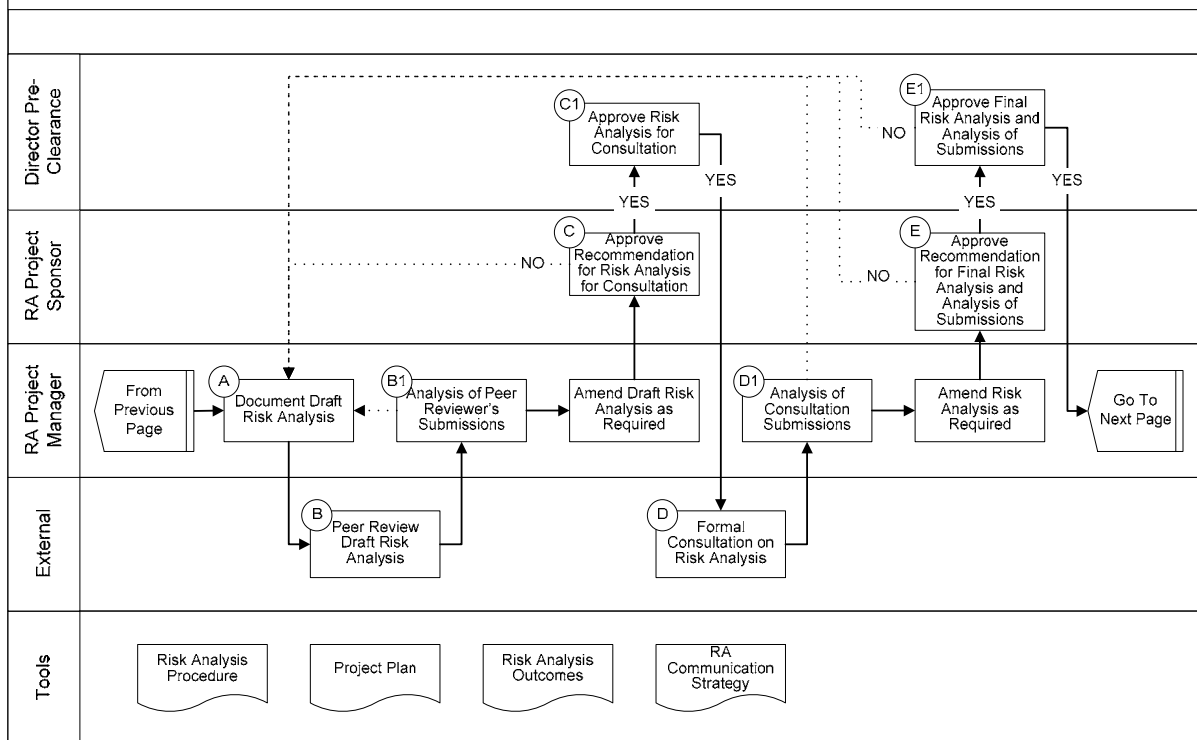 Director Pre-
Clearance
C1
Approve Risk
Analysis for
Consultation
E1
Approve Final
Risk Analysis and
Analysis of
Submissions
NO
YES
YES
YES
YES
RA Project
Sponsor
C
Approve
Recommendation
for Risk Analysis
for Consultation
NO
E
Approve
Recommendation
for Final Risk
Analysis and
Analysis of
Submissions
NO
RA Project
Manager
From
Previous
Page
A
Document Draft
Risk Analysis
B1
Analysis of Peer
Reviewer's
Submissions
Amend Draft Risk
Analysis as
Required
D1
Analysis of
Consultation
Submissions
Amend Risk
Analysis as
Required
Go To
Next Page
External
B
Peer Review
Draft Risk
Analysis
D
Formal
Consultation on
Risk Analysis
Tools
Risk Analysis
Procedure
Project Plan
Risk Analysis
Outcomes
RA
Communication
Strategy